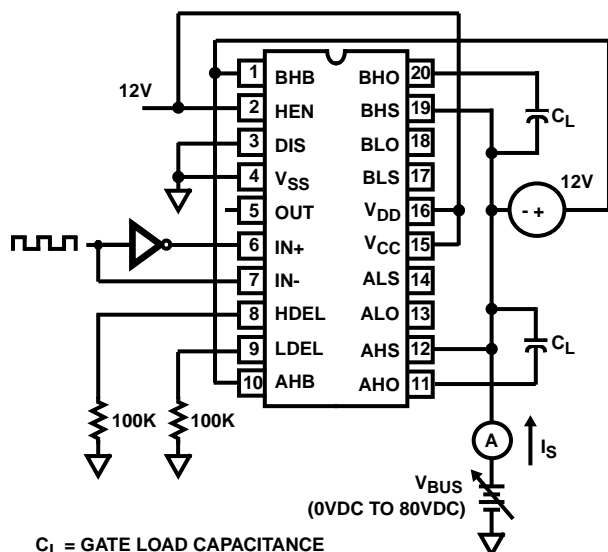 12V
1 BHB BHO 20
2 HEN BHS 19
3 DIS BLO 18
4 VSS BLS 17
5 OUT VDD 16
6 IN+ VCC 15
7 IN- ALS 14
8 HDEL ALO 13
9 LDEL AHS 12
10 AHB AHO 11
CL
12V
- +
CL
100K
100K
A
IS
VBUS
(0VDC TO 80VDC)
CL = GATE LOAD CAPACITANCE